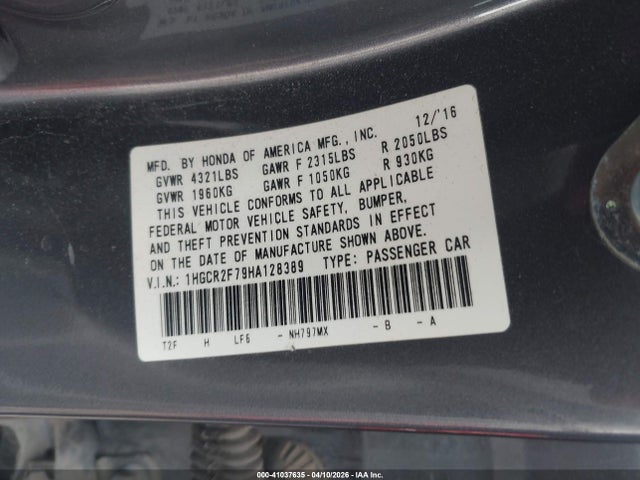 12/'16
MFD. BY HONDA OF AMERICA MFG., INC.
GVWR 4321LBS GAWR F 2315LBS R 2050LBS
GVWR 1960KG GAWR F 1050KG R 930KG
THIS VEHICLE CONFORMS TO ALL APPLICABLE
FEDERAL MOTOR VEHICLE SAFETY, BUMPER,
AND THEFT PREVENTION STANDARDS IN EFFECT
ON THE DATE OF MANUFACTURE SHOWN ABOVE.
V.I.N.: 1HGCR2F79HA128389 TYPE: PASSENGER CAR
T2F H LF6 - NH797MX - B - A
000-41037635 - 04/10/2026 - IAA Inc.